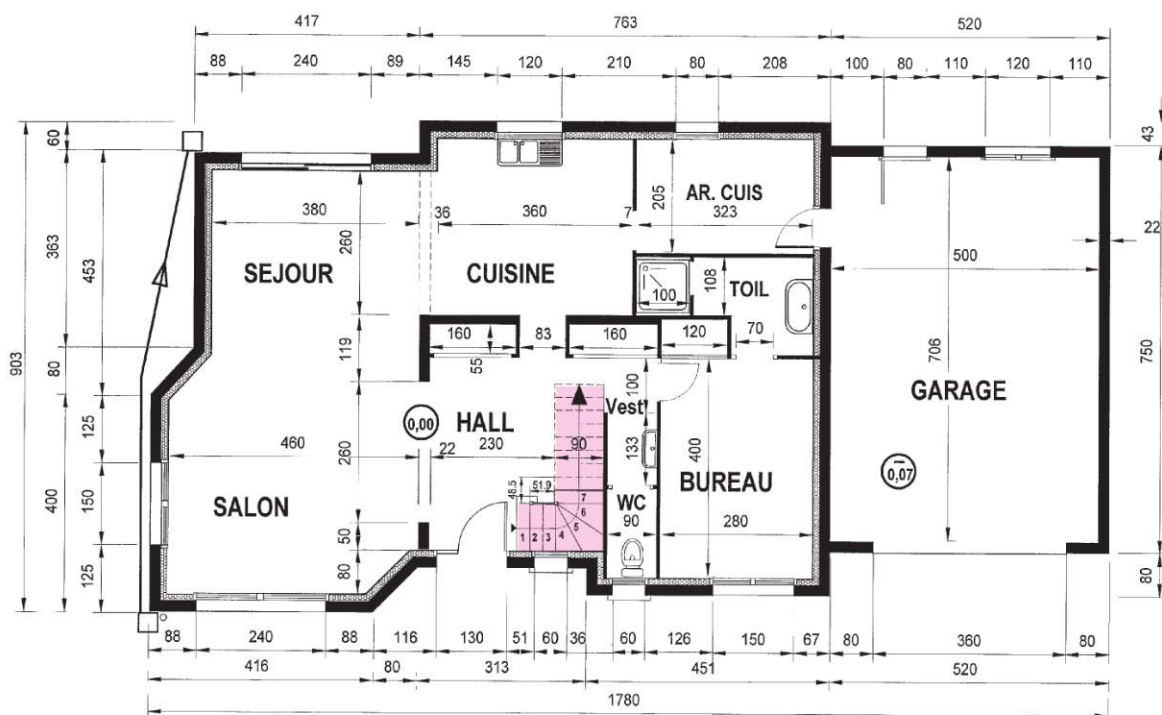 417 763 520
88 240 89 145 120 210 80 208 100 80 110 120 110
60 43
903 363 453 80 125 400 150 125
380 260 36 360 7 205 AR. CUIS 323 22
SEJOUR CUISINE 100 108 TOIL 500
160 83 160 120 70
119 55 100 706 750
HALL Vest GARAGE
0,00
460 22 230 90 133 400
260 48.5 51.9 BUREAU 0,07
SALON 7 WC
6
1 2 3 4 5 90 280
50
80 80
88 240 88 116 130 51 60 36 60 126 150 67 80 360 80
416 80 313 451 520
1780